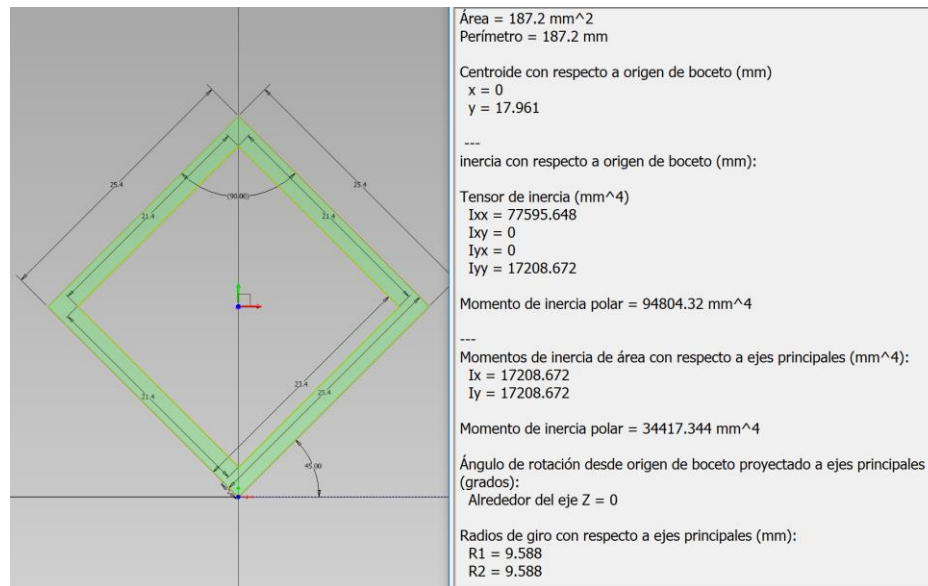 25.4
25.4
(90.00)
21.4
21.4
21.4
23.4
25.4
45.00
Área = 187.2 mm^2
Perímetro = 187.2 mm
Centroide con respecto a origen de boceto (mm)
x = 0
y = 17.961
---
inercia con respecto a origen de boceto (mm):
Tensor de inercia (mm^4)
Ixx = 77595.648
Ixy = 0
Iyx = 0
Iyy = 17208.672
Momento de inercia polar = 94804.32 mm^4
---
Momentos de inercia de área con respecto a ejes principales (mm^4):
Ix = 17208.672
Iy = 17208.672
Momento de inercia polar = 34417.344 mm^4
Ángulo de rotación desde origen de boceto proyectado a ejes principales
(grados):
Alrededor del eje Z = 0
Radios de giro con respecto a ejes principales (mm):
R1 = 9.588
R2 = 9.588